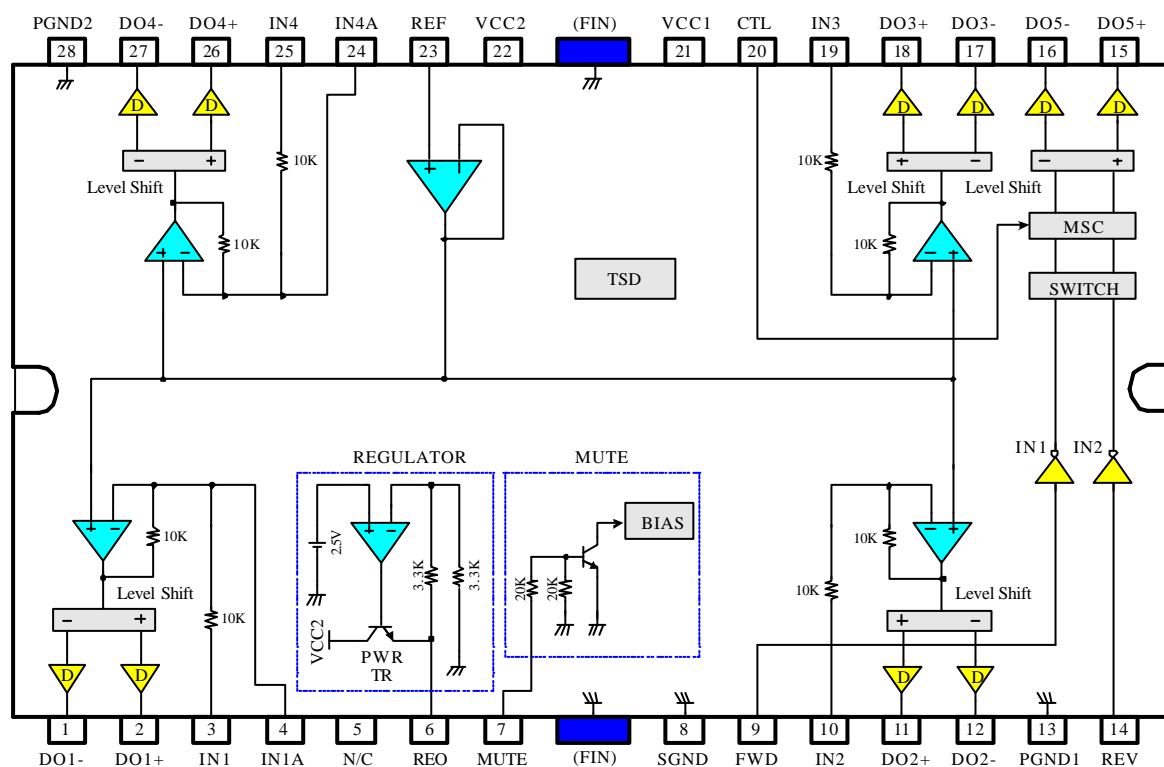 PGND2 DO4- DO4+ IN4 IN4A REF VCC2 (FIN) VCC1 CTL IN3 DO3+ DO3- DO5- DO5+
28 27 26 25 24 23 22 21 20 19 18 17 16 15
D D D D D D
10K 10K
- + + - + - - +
Level Shift Level Shift Level Shift
10K 10K MSC
+ - - +
TSD SWITCH
REGULATOR MUTE IN1 IN2
+ - + - BIAS - +
10K 2.5V 3.3K 3.3K 20K 20K 10K
Level Shift 10K 10K Level Shift
- + VCC2 PWR + -
TR
D D D D
1 2 3 4 5 6 7 8 9 10 11 12 13 14
DO1- DO1+ IN1 IN1A N/C REO MUTE (FIN) SGND FWD IN2 DO2+ DO2- PGND1 REV